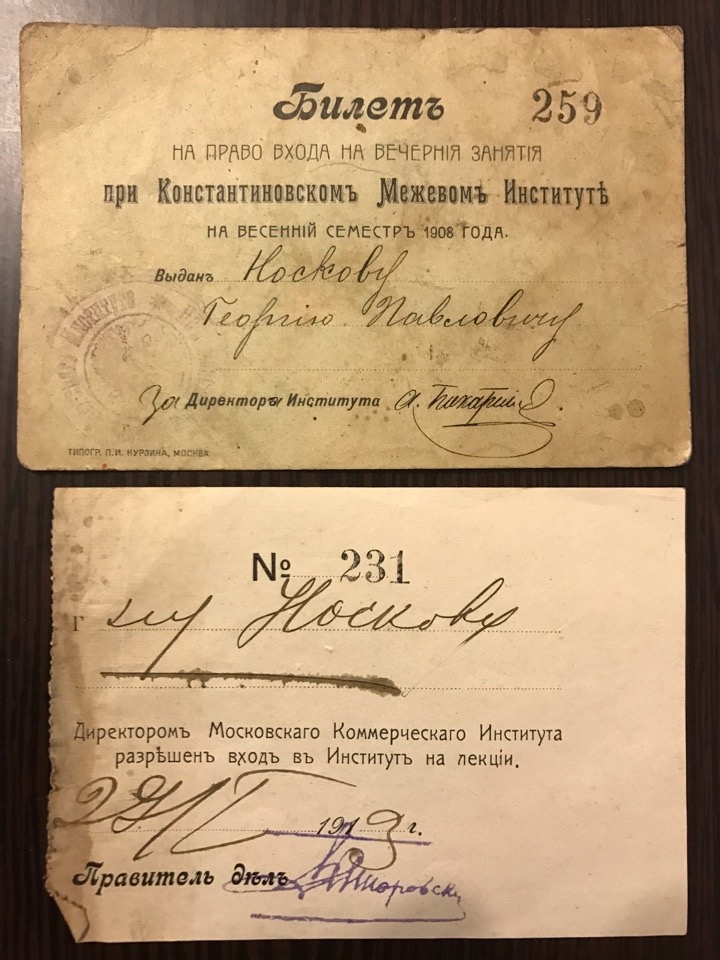 Билетъ 259
НА ПРАВО ВХОДА НА ВЕЧЕРНІЯ ЗАНЯТІЯ
при Константиновскомъ Межевомъ Институтѣ
НА ВЕСЕННІЙ СЕМЕСТРЪ 1908 ГОДА.
Выданъ Носкову
Георгію Павловичу
За Директора Института
ТИПОГР. П.И. КУРЗИНА, МОСКВА
№ 231
Г Носкову
Директоромъ Московскаго Коммерческаго Института
разрѣшенъ входъ въ Институтъ на лекціи.
1913 г.
Правитель дѣлъ